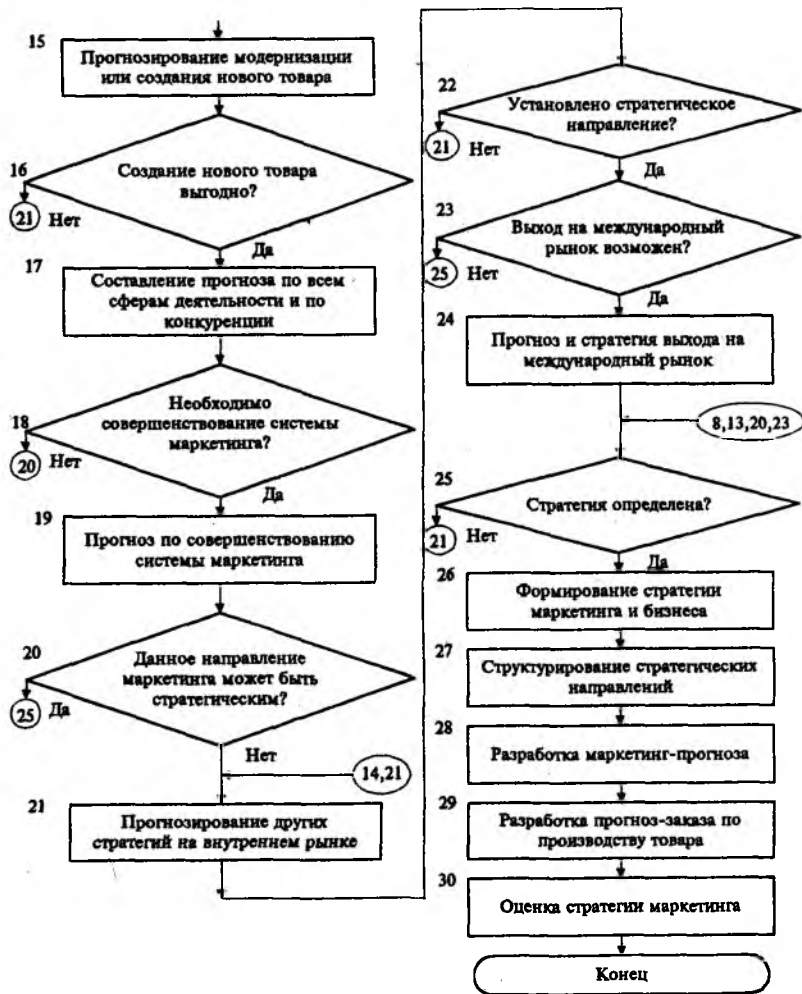 15
Прогнозирование модернизации
или создания нового товара
16
Создание нового товара
выгодно?
21 Нет
Да
17
Составление прогноза по всем
сферам деятельности и по
конкуренции
18
Необходимо
совершенствование системы
маркетинга?
20 Нет
Да
19
Прогноз по совершенствованию
системы маркетинга
20
Данное направление
маркетинга может быть
стратегическим?
25 Да
Нет
14,21
21
Прогнозирование других
стратегий на внутреннем рынке
22
Установлено стратегическое
направление?
21 Нет
Да
23
Выход на международный
рынок возможен?
25 Нет
Да
24
Прогноз и стратегия выхода на
международный рынок
8,13,20,23
25
Стратегия определена?
21 Нет
Да
26
Формирование стратегии
маркетинга и бизнеса
27
Структурирование стратегических
направлений
28
Разработка маркетинг-прогноза
29
Разработка прогноз-заказа по
производству товара
30
Оценка стратегии маркетинга
Конец